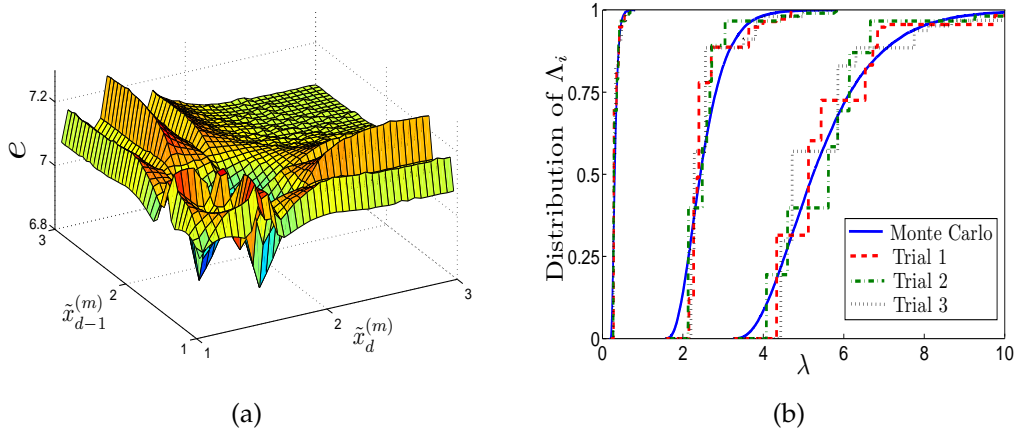 7.2
7
6.8
e
3
2
1
x̃_{d−1}^{(m)}
1
2
3
x̃_d^{(m)}
(a)
1
0.75
0.5
0.25
0
Distribution of Λ_i
0 2 4 6 8 10
λ
Monte Carlo
Trial 1
Trial 2
Trial 3
(b)